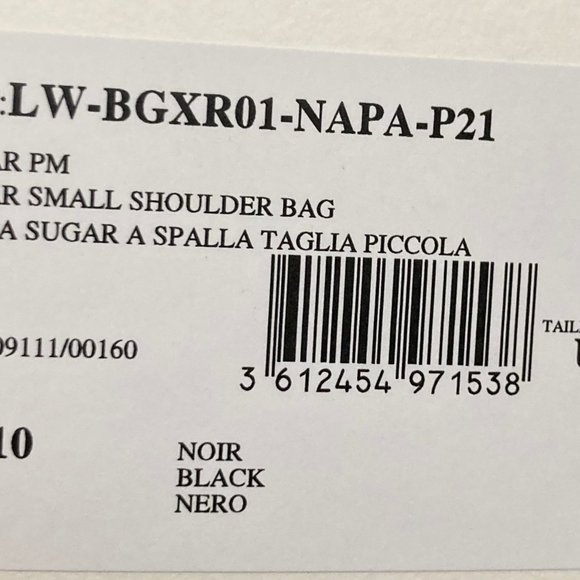 :LW-BGXR01-NAPA-P21
AR PM
AR SMALL SHOULDER BAG
A SUGAR A SPALLA TAGLIA PICCOLA
TAIL
09111/00160
3 612454 971538
10
NOIR
BLACK
NERO